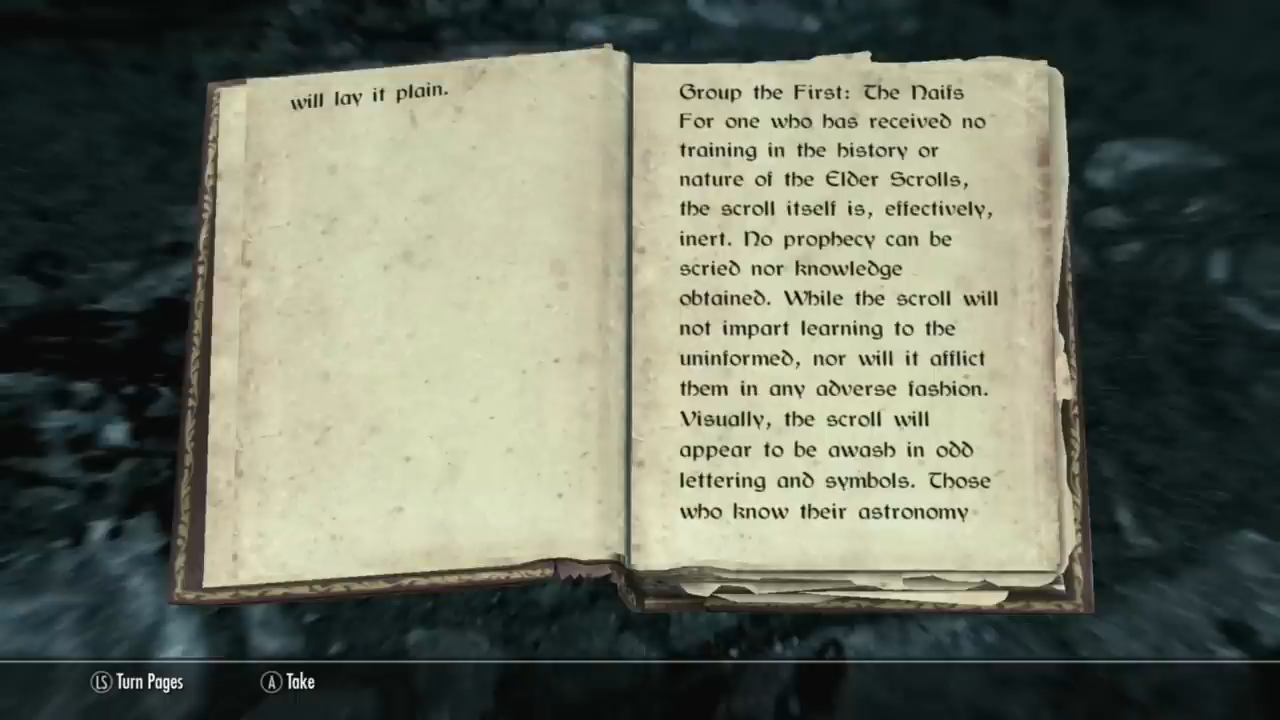 will lay it plain.
Group the First: The Naifs
For one who has received no
training in the history or
nature of the Elder Scrolls,
the scroll itself is, effectively,
inert. No prophecy can be
scried nor knowledge
obtained. While the scroll will
not impart learning to the
uninformed, nor will it afflict
them in any adverse fashion.
Visually, the scroll will
appear to be awash in odd
lettering and symbols. Those
who know their astronomy
LS Turn Pages
A Take